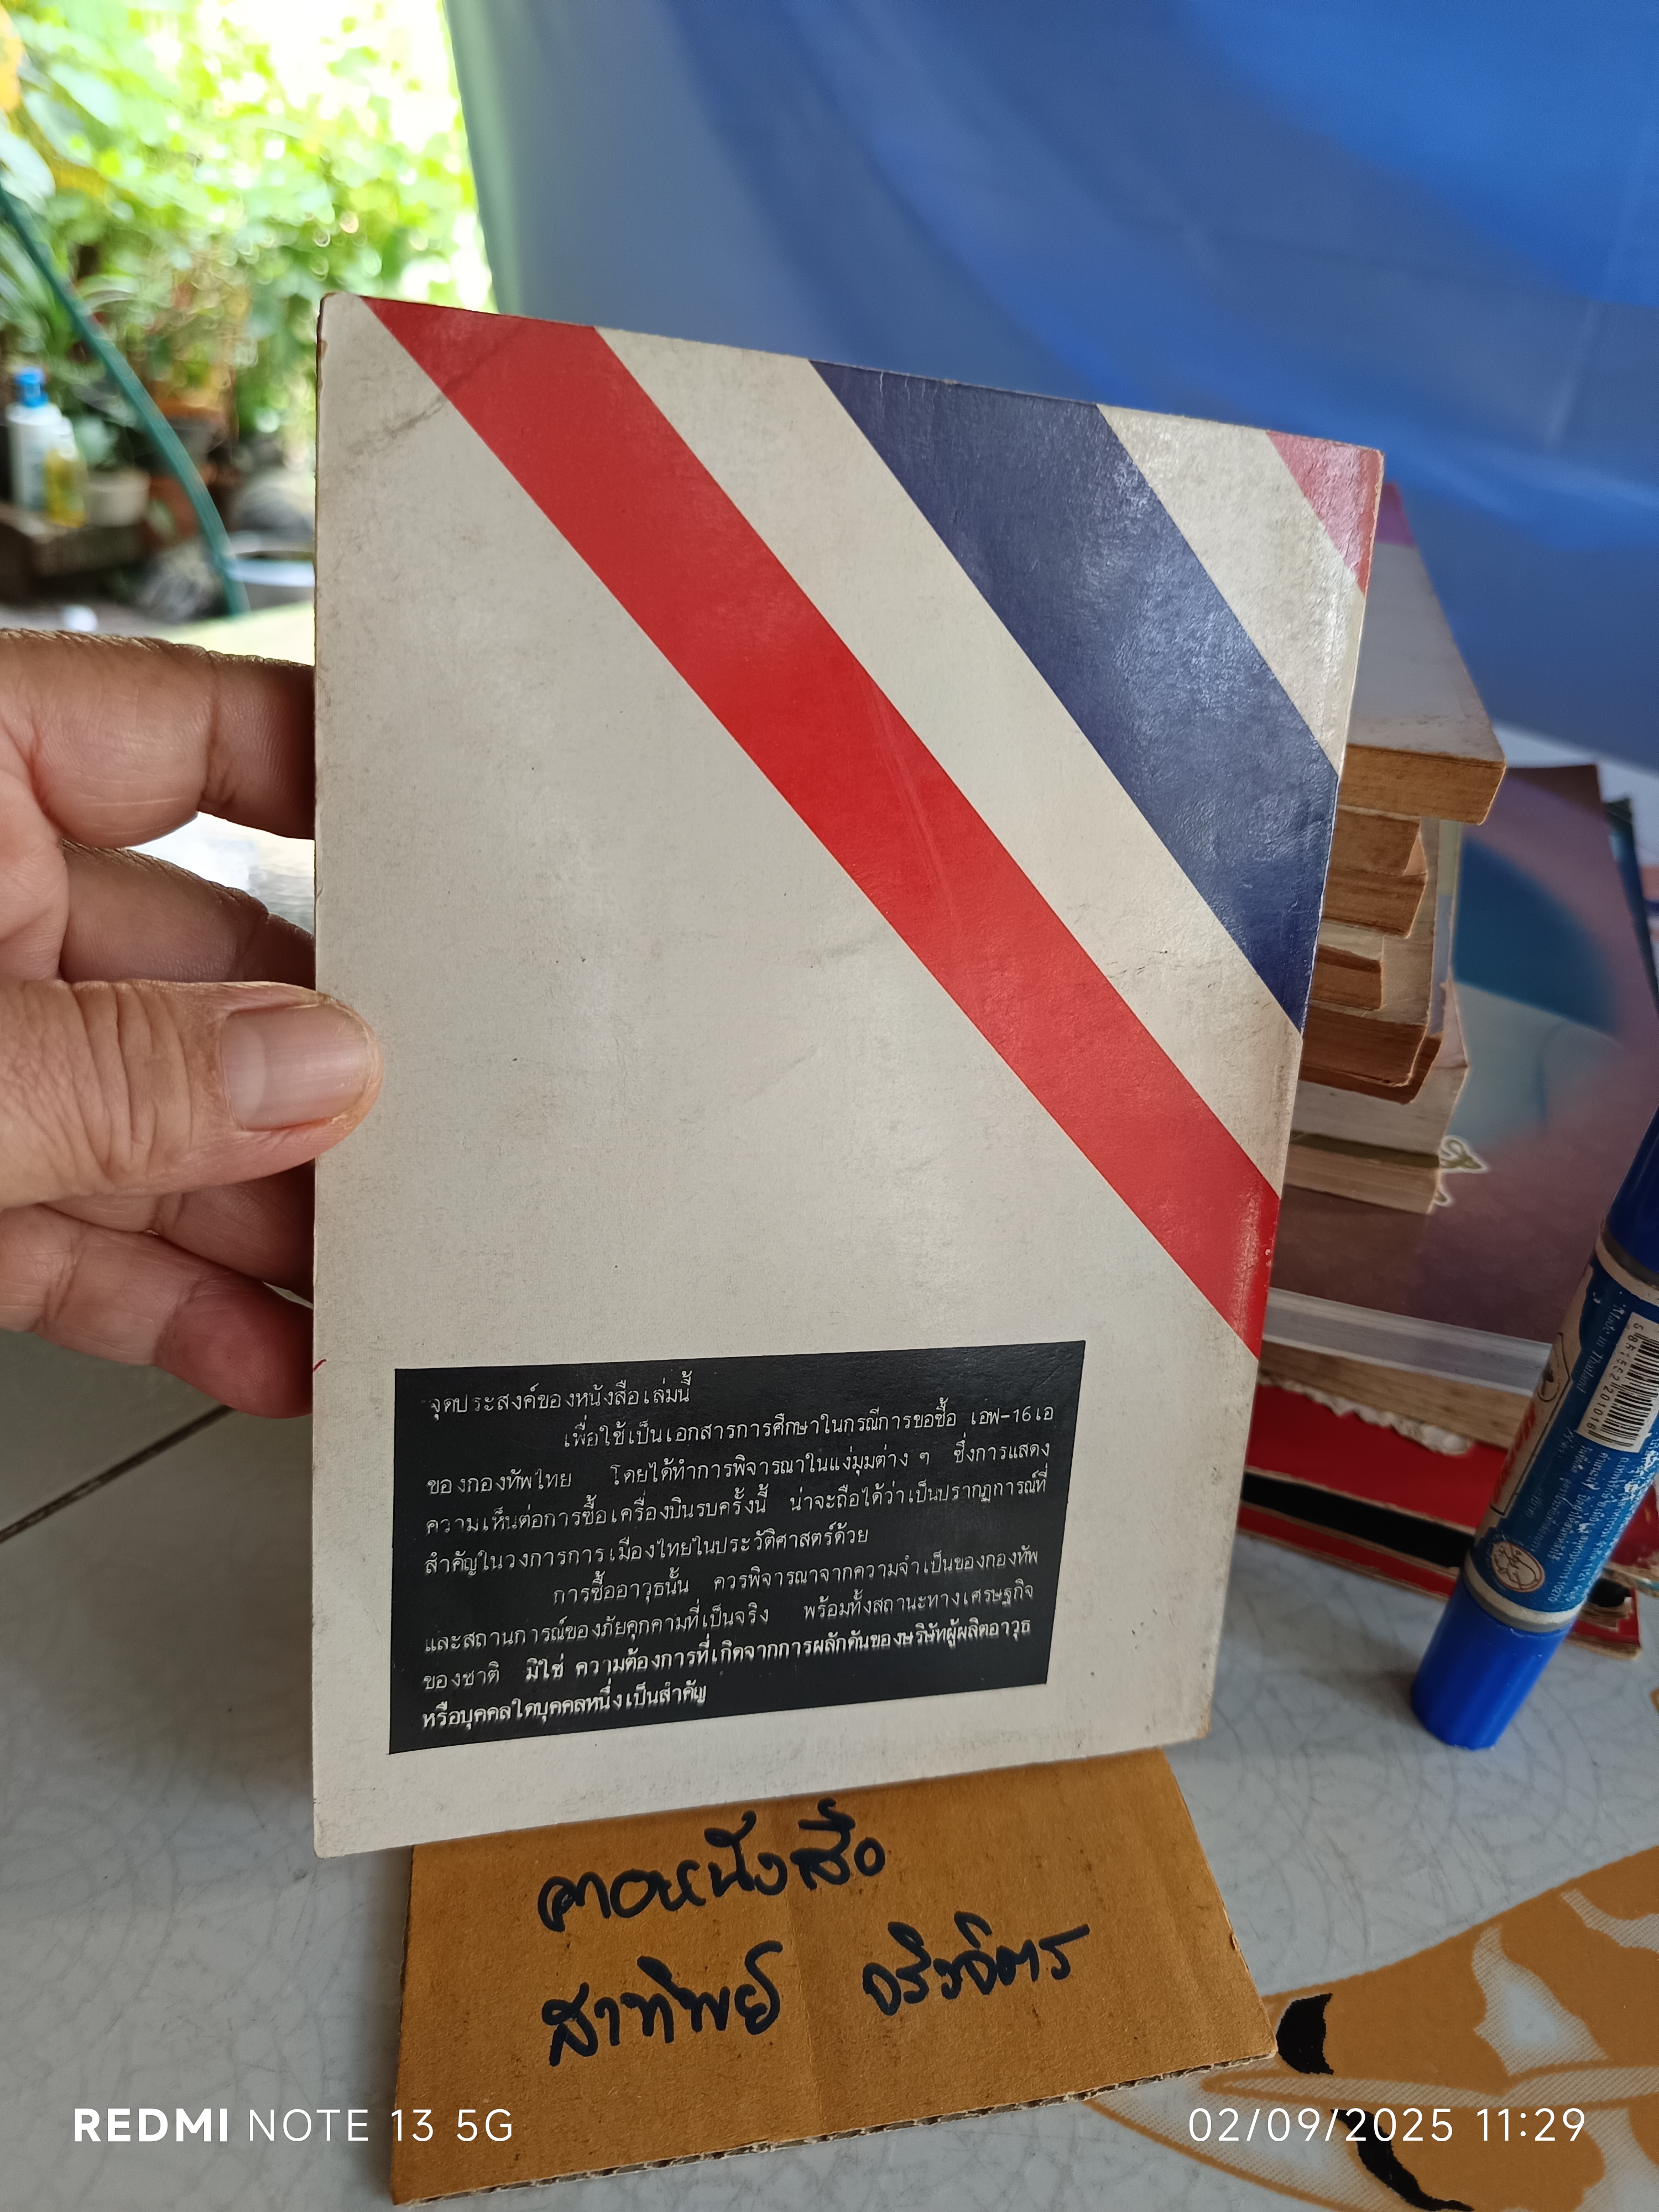 จุดประสงค์ของหนังสือเล่มนี้
เพื่อใช้เป็นเอกสารการศึกษาในกรณีการขอซื้อ เอฟ-16 เอ
ของกองทัพไทย โดยได้ทำการพิจารณาในแง่มุมต่าง ๆ ซึ่งการแสดง
ความเห็นต่อการซื้อเครื่องบินรบครั้งนี้ น่าจะถือได้ว่าเป็นปรากฏการณ์ที่
สำคัญในวงการการเมืองไทยในประวัติศาสตร์ด้วย
การซื้ออาวุธนั้น ควรพิจารณาจากความจำเป็นของกองทัพ
และสถานการณ์ของภัยคุกคามที่เป็นจริง พร้อมทั้งสถานะทางเศรษฐกิจ
ของชาติ มิใช่ ความต้องการที่เกิดจากการผลักดันของบริษัทผู้ผลิตอาวุธ
หรือบุคคลใดบุคคลหนึ่งเป็นสำคัญ
หนังสือ
สาทิพย์
Made in Thailand
REDMI NOTE 13 5G
02/09/2025 11:29